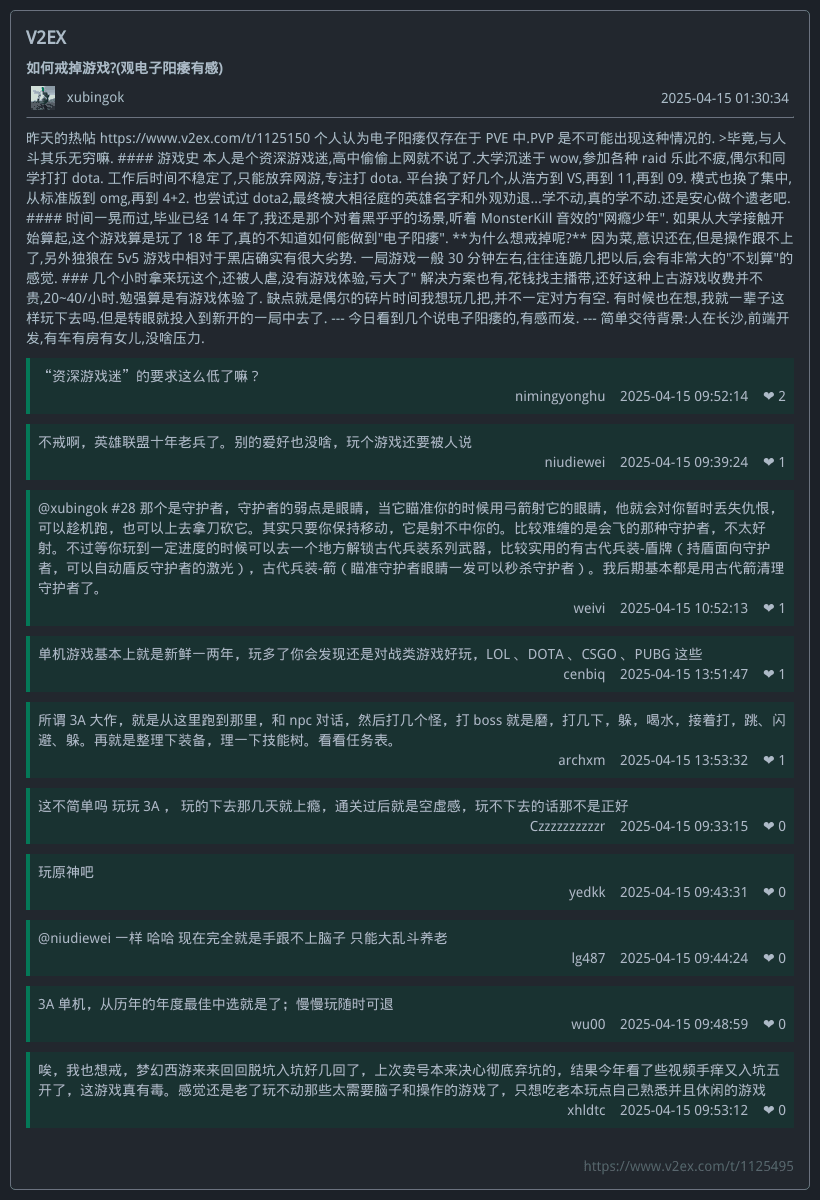 V2EX
如何戒掉游戏?(观电子阳痿有感)
xubingok 2025-04-15 01:30:34
昨天的热帖 https://www.v2ex.com/t/1125150 个人认为电子阳痿仅存在于 PVE 中.PVP 是不可能出现这种情况的. >毕竟,与人
斗其乐无穷嘛. #### 游戏史 本人是个资深游戏迷,高中偷偷上网就不说了.大学沉迷于 wow,参加各种 raid 乐此不疲,偶尔和同
学打打 dota. 工作后时间不稳定了,只能放弃网游,专注打 dota. 平台换了好几个,从浩方到 VS,再到 11,再到 09. 模式也换了集中,
从标准版到 omg,再到 4+2. 也尝试过 dota2,最终被大相径庭的英雄名字和外观劝退...学不动,真的学不动.还是安心做个遗老吧.
#### 时间一晃而过,毕业已经 14 年了,我还是那个对着黑乎乎的场景,听着 MonsterKill 音效的"网瘾少年". 如果从大学接触开
始算起,这个游戏算是玩了 18 年了,真的不知道如何能做到"电子阳痿". **为什么想戒掉呢?** 因为菜,意识还在,但是操作跟不上
了,另外独狼在 5v5 游戏中相对于黑店确实有很大劣势. 一局游戏一般 30 分钟左右,往往连跪几把以后,会有非常大的"不划算"的
感觉. ### 几个小时拿来玩这个,还被人虐,没有游戏体验,亏大了" 解决方案也有,花钱找主播带,还好这种上古游戏收费并不
贵,20~40/小时.勉强算是有游戏体验了. 缺点就是偶尔的碎片时间我想玩几把,并不一定对方有空. 有时候也在想,我就一辈子这
样玩下去吗.但是转眼就投入到新开的一局中去了. --- 今日看到几个说电子阳痿的,有感而发. --- 简单交待背景:人在长沙,前端开
发,有车有房有女儿,没啥压力.
“资深游戏迷”的要求这么低了嘛？
nimingyonghu 2025-04-15 09:52:14 ❤ 2
不戒啊，英雄联盟十年老兵了。别的爱好也没啥，玩个游戏还要被人说
niudiewei 2025-04-15 09:39:24 ❤ 1
@xubingok #28 那个是守护者，守护者的弱点是眼睛，当它瞄准你的时候用弓箭射它的眼睛，他就会对你暂时丢失仇恨，
可以趁机跑，也可以上去拿刀砍它。其实只要你保持移动，它是射不中你的。比较难缠的是会飞的那种守护者，不太好
射。不过等你玩到一定进度的时候可以去一个地方解锁古代兵装系列武器，比较实用的有古代兵装-盾牌（持盾面向守护
者，可以自动盾反守护者的激光），古代兵装-箭（瞄准守护者眼睛一发可以秒杀守护者）。我后期基本都是用古代箭清理
守护者了。
weivi 2025-04-15 10:52:13 ❤ 1
单机游戏基本上就是新鲜一两年，玩多了你会发现还是对战类游戏好玩，LOL 、DOTA 、CSGO 、PUBG 这些
cenbiq 2025-04-15 13:51:47 ❤ 1
所谓 3A 大作，就是从这里跑到那里，和 npc 对话，然后打几个怪，打 boss 就是磨，打几下，躲，喝水，接着打，跳、闪
避、躲。再就是整理下装备，理一下技能树。看看任务表。
archxm 2025-04-15 13:53:32 ❤ 1
这不简单吗 玩玩 3A ， 玩的下去那几天就上瘾，通关过后就是空虚感，玩不下去的话那不是正好
Czzzzzzzzzzr 2025-04-15 09:33:15 ❤ 0
玩原神吧
yedkk 2025-04-15 09:43:31 ❤ 0
@niudiewei 一样 哈哈 现在完全就是手跟不上脑子 只能大乱斗养老
lg487 2025-04-15 09:44:24 ❤ 0
3A 单机，从历年的年度最佳中选就是了；慢慢玩随时可退
wu00 2025-04-15 09:48:59 ❤ 0
唉，我也想戒，梦幻西游来来回回脱坑入坑好几回了，上次卖号本来决心彻底弃坑的，结果今年看了些视频手痒又入坑五
开了，这游戏真有毒。感觉还是老了玩不动那些太需要脑子和操作的游戏了，只想吃老本玩点自己熟悉并且休闲的游戏
xhldtc 2025-04-15 09:53:12 ❤ 0
https://www.v2ex.com/t/1125495